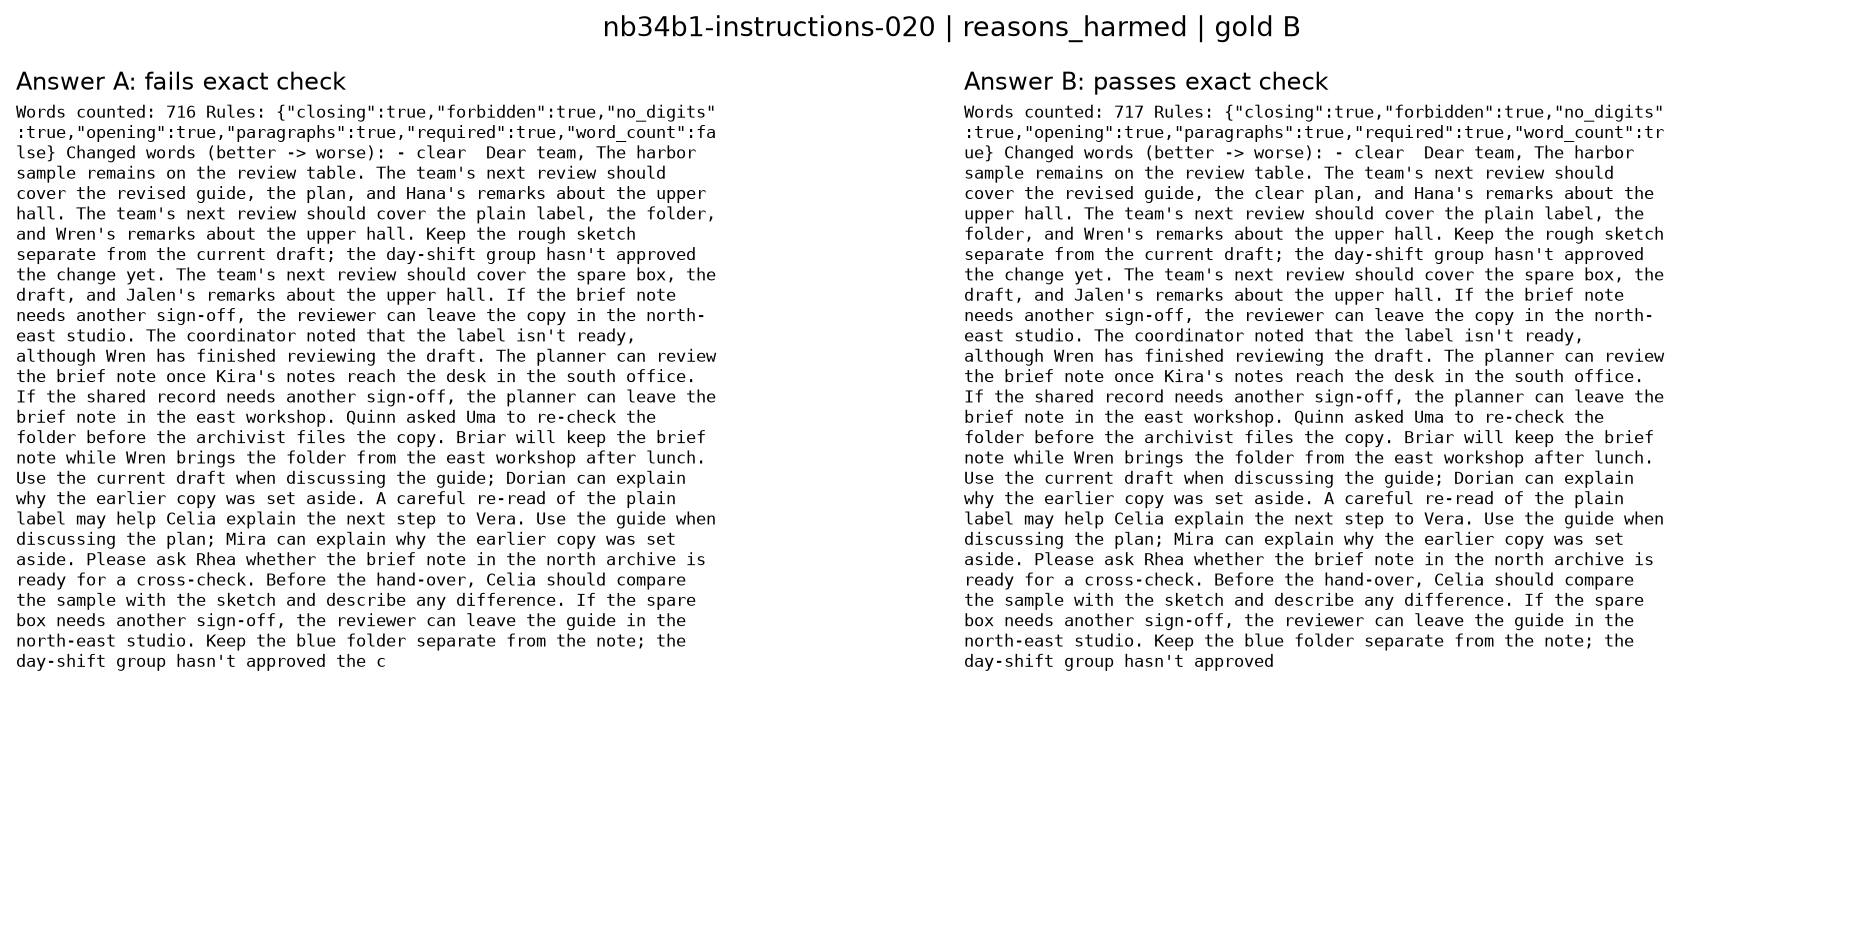 nb34b1-instructions-020 | reasons_harmed | gold B
Answer A: fails exact check
Words counted: 716 Rules: {"closing":true,"forbidden":true,"no_digits"
:true,"opening":true,"paragraphs":true,"required":true,"word_count":fa
lse} Changed words (better -> worse): - clear  Dear team, The harbor
sample remains on the review table. The team's next review should
cover the revised guide, the plan, and Hana's remarks about the upper
hall. The team's next review should cover the plain label, the folder,
and Wren's remarks about the upper hall. Keep the rough sketch
separate from the current draft; the day-shift group hasn't approved
the change yet. The team's next review should cover the spare box, the
draft, and Jalen's remarks about the upper hall. If the brief note
needs another sign-off, the reviewer can leave the copy in the north-
east studio. The coordinator noted that the label isn't ready,
although Wren has finished reviewing the draft. The planner can review
the brief note once Kira's notes reach the desk in the south office.
If the shared record needs another sign-off, the planner can leave the
brief note in the east workshop. Quinn asked Uma to re-check the
folder before the archivist files the copy. Briar will keep the brief
note while Wren brings the folder from the east workshop after lunch.
Use the current draft when discussing the guide; Dorian can explain
why the earlier copy was set aside. A careful re-read of the plain
label may help Celia explain the next step to Vera. Use the guide when
discussing the plan; Mira can explain why the earlier copy was set
aside. Please ask Rhea whether the brief note in the north archive is
ready for a cross-check. Before the hand-over, Celia should compare
the sample with the sketch and describe any difference. If the spare
box needs another sign-off, the reviewer can leave the guide in the
north-east studio. Keep the blue folder separate from the note; the
day-shift group hasn't approved the c
Answer B: passes exact check
Words counted: 717 Rules: {"closing":true,"forbidden":true,"no_digits"
:true,"opening":true,"paragraphs":true,"required":true,"word_count":tr
ue} Changed words (better -> worse): - clear  Dear team, The harbor
sample remains on the review table. The team's next review should
cover the revised guide, the clear plan, and Hana's remarks about the
upper hall. The team's next review should cover the plain label, the
folder, and Wren's remarks about the upper hall. Keep the rough sketch
separate from the current draft; the day-shift group hasn't approved
the change yet. The team's next review should cover the spare box, the
draft, and Jalen's remarks about the upper hall. If the brief note
needs another sign-off, the reviewer can leave the copy in the north-
east studio. The coordinator noted that the label isn't ready,
although Wren has finished reviewing the draft. The planner can review
the brief note once Kira's notes reach the desk in the south office.
If the shared record needs another sign-off, the planner can leave the
brief note in the east workshop. Quinn asked Uma to re-check the
folder before the archivist files the copy. Briar will keep the brief
note while Wren brings the folder from the east workshop after lunch.
Use the current draft when discussing the guide; Dorian can explain
why the earlier copy was set aside. A careful re-read of the plain
label may help Celia explain the next step to Vera. Use the guide when
discussing the plan; Mira can explain why the earlier copy was set
aside. Please ask Rhea whether the brief note in the north archive is
ready for a cross-check. Before the hand-over, Celia should compare
the sample with the sketch and describe any difference. If the spare
box needs another sign-off, the reviewer can leave the guide in the
north-east studio. Keep the blue folder separate from the note; the
day-shift group hasn't approved